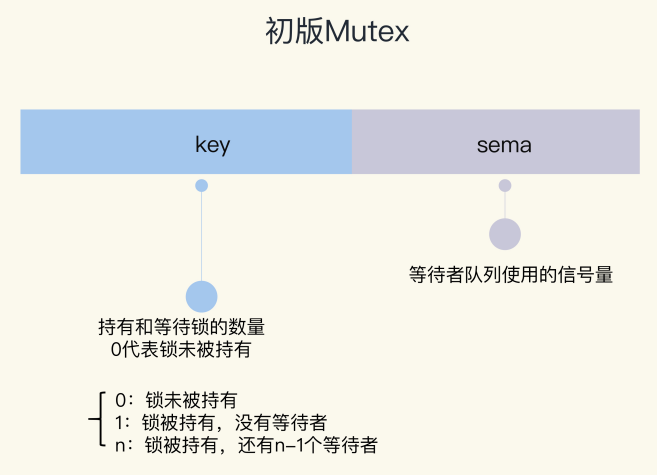 初版Mutex
key
sema
等待者队列使用的信号量
持有和等待锁的数量
0代表锁未被持有
0：锁未被持有
1：锁被持有，没有等待者
n：锁被持有，还有n-1个等待者